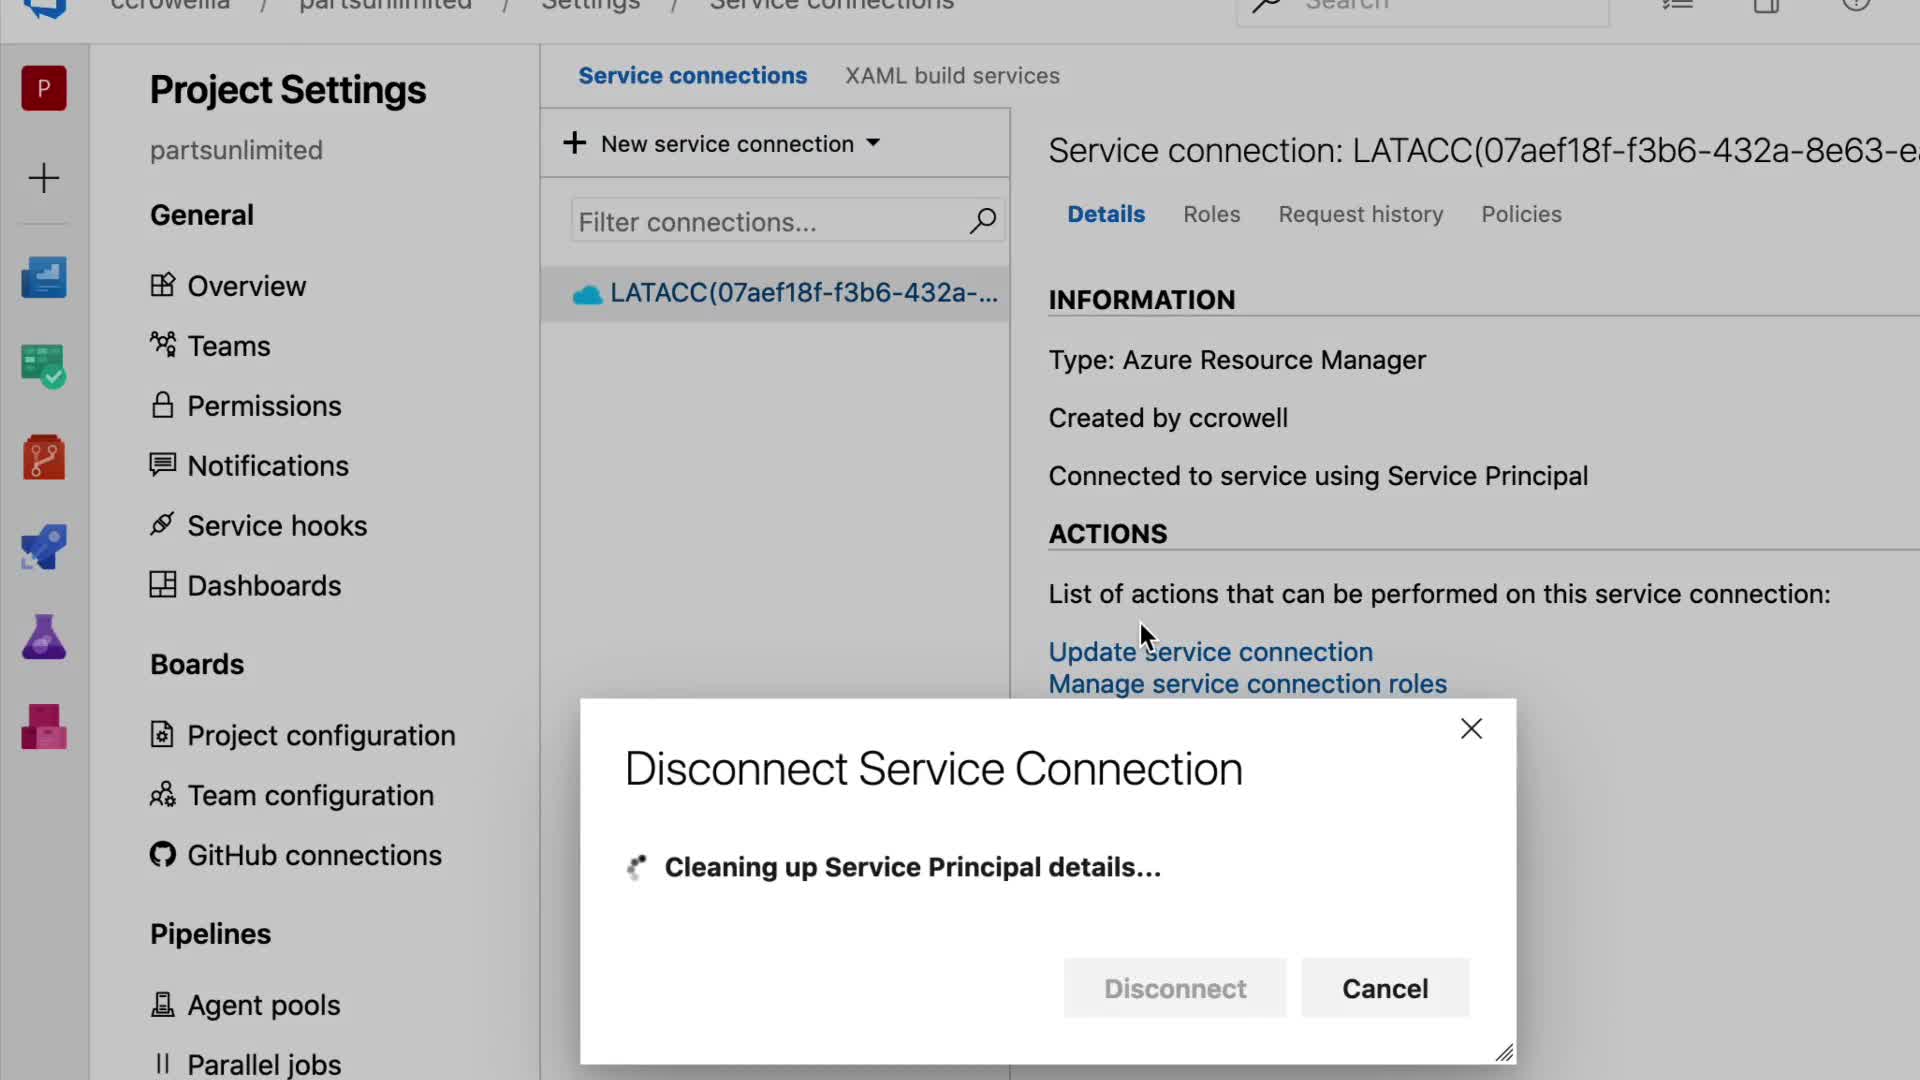 ccrowellla / partsunlimited / Settings / Service connections
Search
P
Project Settings
partsunlimited
General
Overview
Teams
Permissions
Notifications
Service hooks
Dashboards
Boards
Project configuration
Team configuration
GitHub connections
Pipelines
Agent pools
Parallel jobs
Service connections
XAML build services
+ New service connection
Filter connections...
LATACC(07aef18f-f3b6-432a-...
Service connection: LATACC(07aef18f-f3b6-432a-8e63-e
Details
Roles
Request history
Policies
INFORMATION
Type: Azure Resource Manager
Created by ccrowell
Connected to service using Service Principal
ACTIONS
List of actions that can be performed on this service connection:
Update service connection
Manage service connection roles
Disconnect Service Connection
Cleaning up Service Principal details...
Disconnect
Cancel